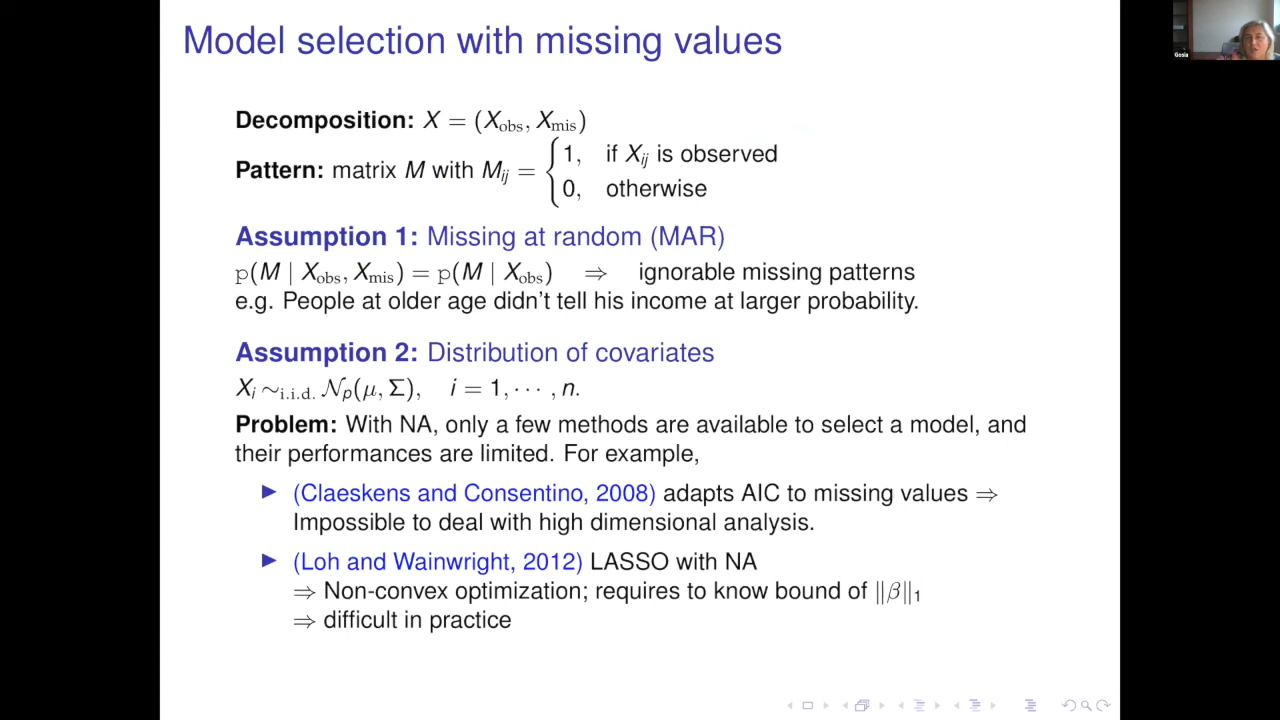 Model selection with missing values
Gosia
Decomposition: X = (X_obs, X_mis)
Pattern: matrix M with M_ij = { 1, if X_ij is observed
0, otherwise
Assumption 1: Missing at random (MAR)
p(M | X_obs, X_mis) = p(M | X_obs) ⇒ ignorable missing patterns
e.g. People at older age didn't tell his income at larger probability.
Assumption 2: Distribution of covariates
X_i ∼_i.i.d. 𝒩_p(μ, Σ), i = 1, ⋯ , n.
Problem: With NA, only a few methods are available to select a model, and
their performances are limited. For example,
▶ (Claeskens and Consentino, 2008) adapts AIC to missing values ⇒
Impossible to deal with high dimensional analysis.
▶ (Loh and Wainwright, 2012) LASSO with NA
⇒ Non-convex optimization; requires to know bound of ‖β‖₁
⇒ difficult in practice